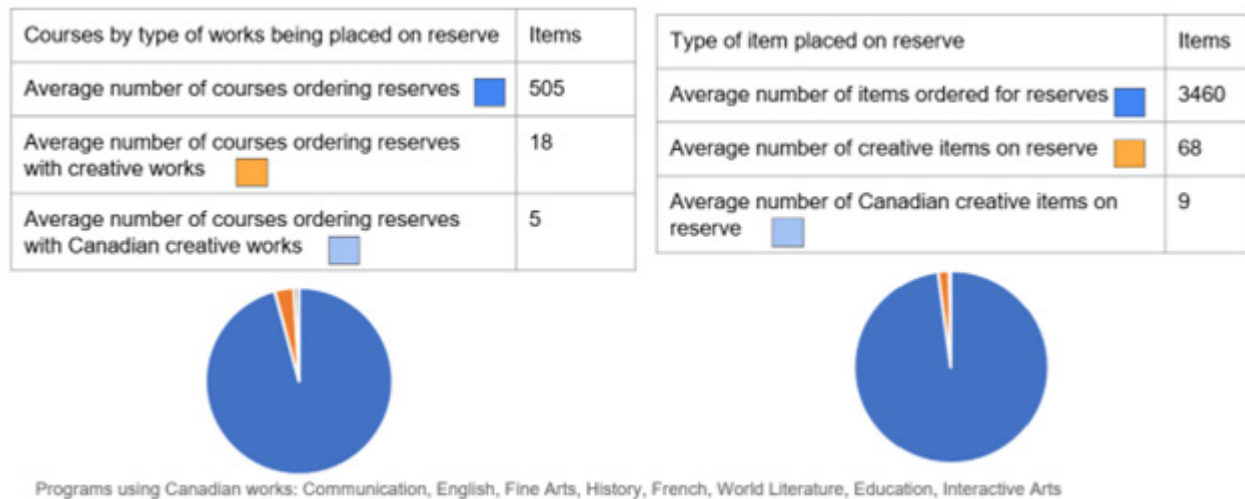 Courses by type of works being placed on reserve Items
Average number of courses ordering reserves 505
Average number of courses ordering reserves 18
with creative works
Average number of courses ordering reserves 5
with Canadian creative works
Type of item placed on reserve Items
Average number of items ordered for reserves 3460
Average number of creative items on reserve 68
Average number of Canadian creative items on 9
reserve
Programs using Canadian works: Communication, English, Fine Arts, History, French, World Literature, Education, Interactive Arts